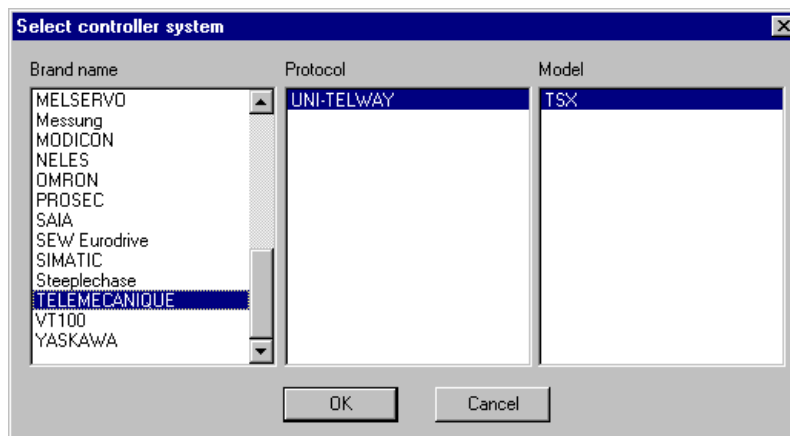 Select controller system
Brand name
Protocol
Model
MELSERVO
Messung
MODICON
NELES
OMRON
PROSEC
SAIA
SEW Eurodrive
SIMATIC
Steeplechase
TELEMECANIQUE
VT100
YASKAWA
UNI-TELWAY
TSX
OK
Cancel